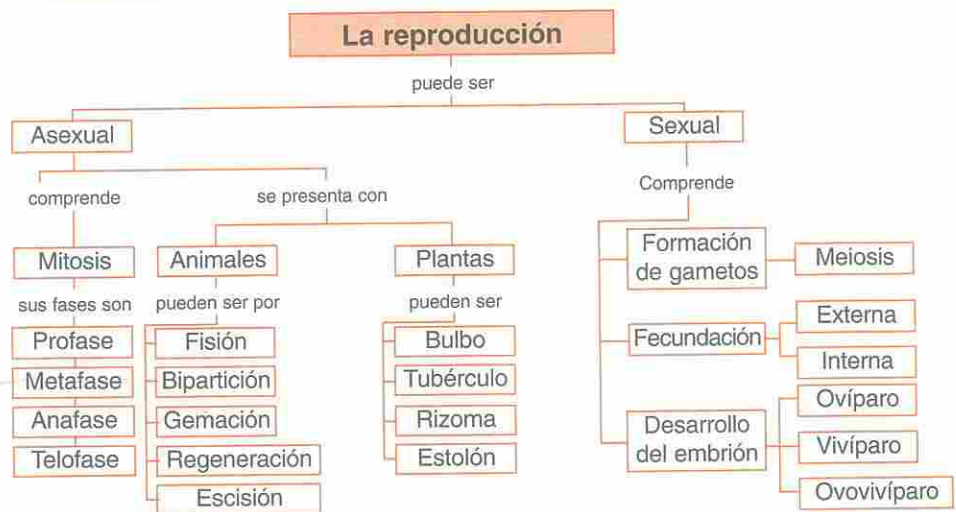 La reproducción
puede ser
Asexual
Sexual
comprende
se presenta con
Comprende
Mitosis
Animales
Plantas
Formación
de gametos
Meiosis
sus fases son
pueden ser por
pueden ser
Profase
Metafase
Anafase
Telofase
Fisión
Bipartición
Gemación
Regeneración
Escisión
Bulbo
Tubérculo
Rizoma
Estolón
Fecundación
Externa
Interna
Desarrollo
del embrión
Ovíparo
Vivíparo
Ovovivíparo